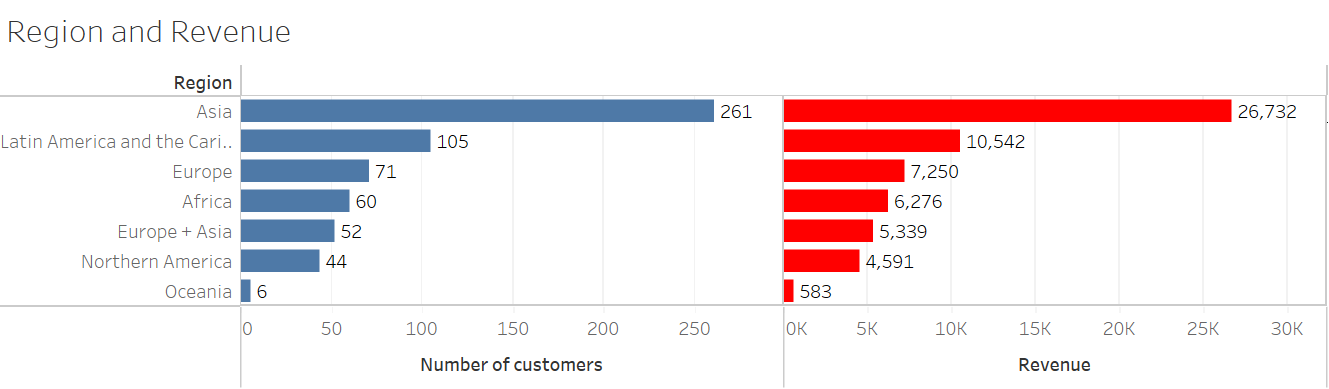 Region and Revenue
Region
Asia 261 26,732
Latin America and the Cari.. 105 10,542
Europe 71 7,250
Africa 60 6,276
Europe + Asia 52 5,339
Northern America 44 4,591
Oceania 6 583
0 50 100 150 200 250 0K 5K 10K 15K 20K 25K 30K
Number of customers Revenue